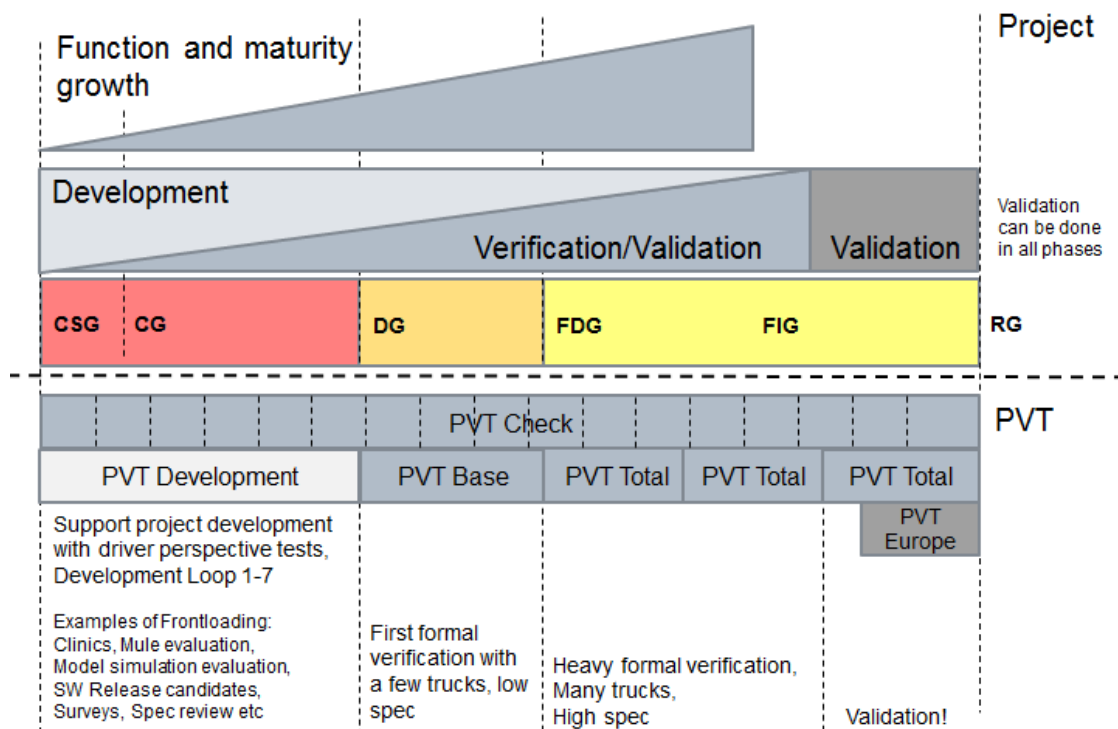 Function and maturity
growth
Project
Development
Verification/Validation
Validation
Validation
can be done
in all phases
CSG
CG
DG
FDG
FIG
RG
PVT Check
PVT
PVT Development
PVT Base
PVT Total
PVT Total
PVT Total
PVT
Europe
Support project development
with driver perspective tests,
Development Loop 1-7
Examples of Frontloading:
Clinics, Mule evaluation,
Model simulation evaluation,
SW Release candidates,
Surveys, Spec review etc
First formal
verification with
a few trucks, low
spec
Heavy formal verification,
Many trucks,
High spec
Validation!